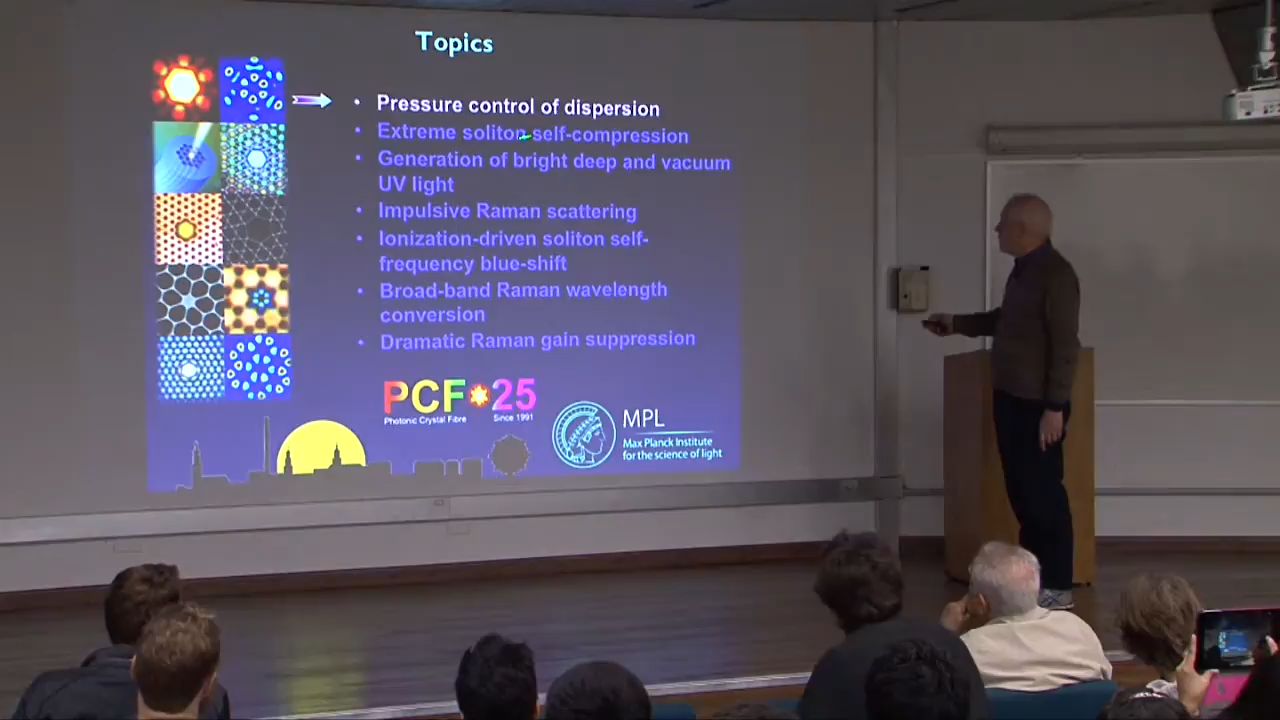 Topics
• Pressure control of dispersion
• Extreme soliton self-compression
• Generation of bright deep and vacuum
UV light
• Impulsive Raman scattering
• Ionization-driven soliton self-
frequency blue-shift
• Broad-band Raman wavelength
conversion
• Dramatic Raman gain suppression
PCF 25
Photonic Crystal Fibre Since 1991
MPL
Max Planck Institute
for the science of light